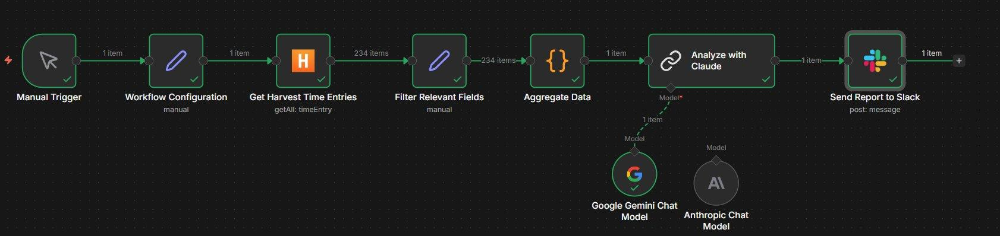 1 item
1 item
234 items
234 items
1 item
Analyze with
Claude
1 item
1 item
+
Manual Trigger
Workflow Configuration
manual
Get Harvest Time Entries
getAll: timeEntry
Filter Relevant Fields
manual
Aggregate Data
Model*
Send Report to Slack
post: message
1 item
Model
Model
Google Gemini Chat
Model
Anthropic Chat
Model